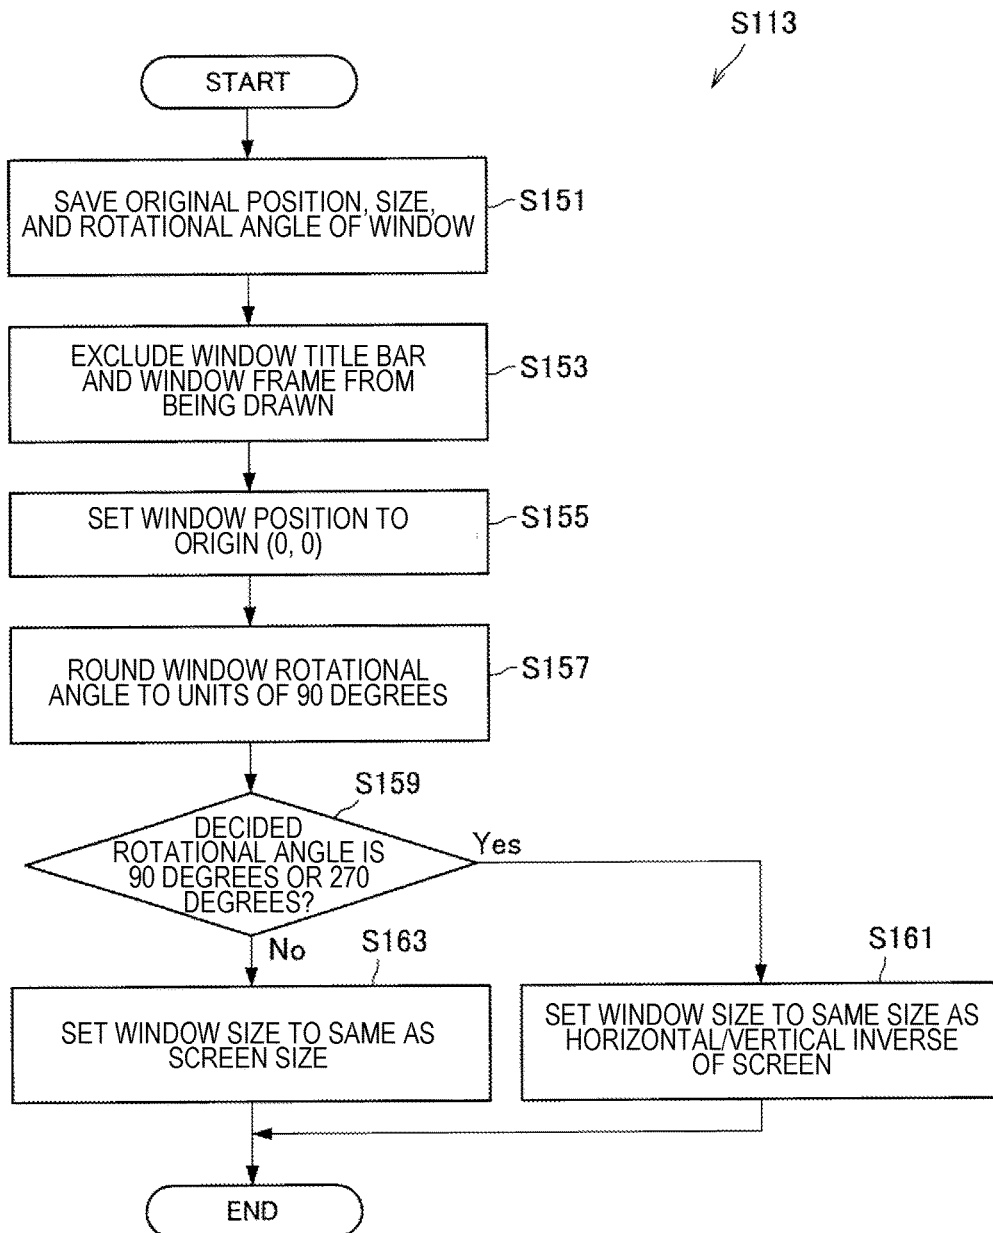 S113
START
SAVE ORIGINAL POSITION, SIZE,
AND ROTATIONAL ANGLE OF WINDOW
S151
EXCLUDE WINDOW TITLE BAR
AND WINDOW FRAME FROM
BEING DRAWN
S153
SET WINDOW POSITION TO
ORIGIN (0, 0)
S155
ROUND WINDOW ROTATIONAL
ANGLE TO UNITS OF 90 DEGREES
S157
S159
DECIDED
ROTATIONAL ANGLE IS
90 DEGREES OR 270
DEGREES?
Yes
No
S163
SET WINDOW SIZE TO SAME AS
SCREEN SIZE
S161
SET WINDOW SIZE TO SAME SIZE AS
HORIZONTAL/VERTICAL INVERSE
OF SCREEN
END